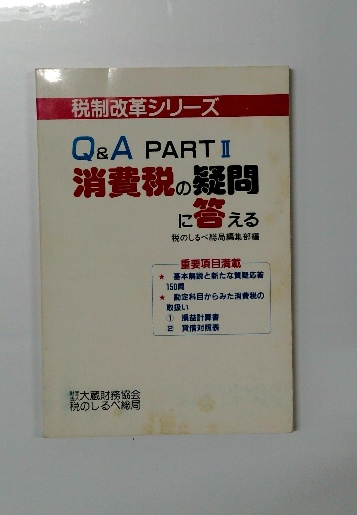 税制改革シリーズ
Q&A PART Ⅱ
消費税の疑問
に答える
税のしるべ総局編集部編
重要項目満載
★ 基本解説と新たな質疑応答
150問
★ 勘定科目からみた消費税の
取扱い
① 損益計算書
② 貸借対照表
大蔵財務協会
税のしるべ総局